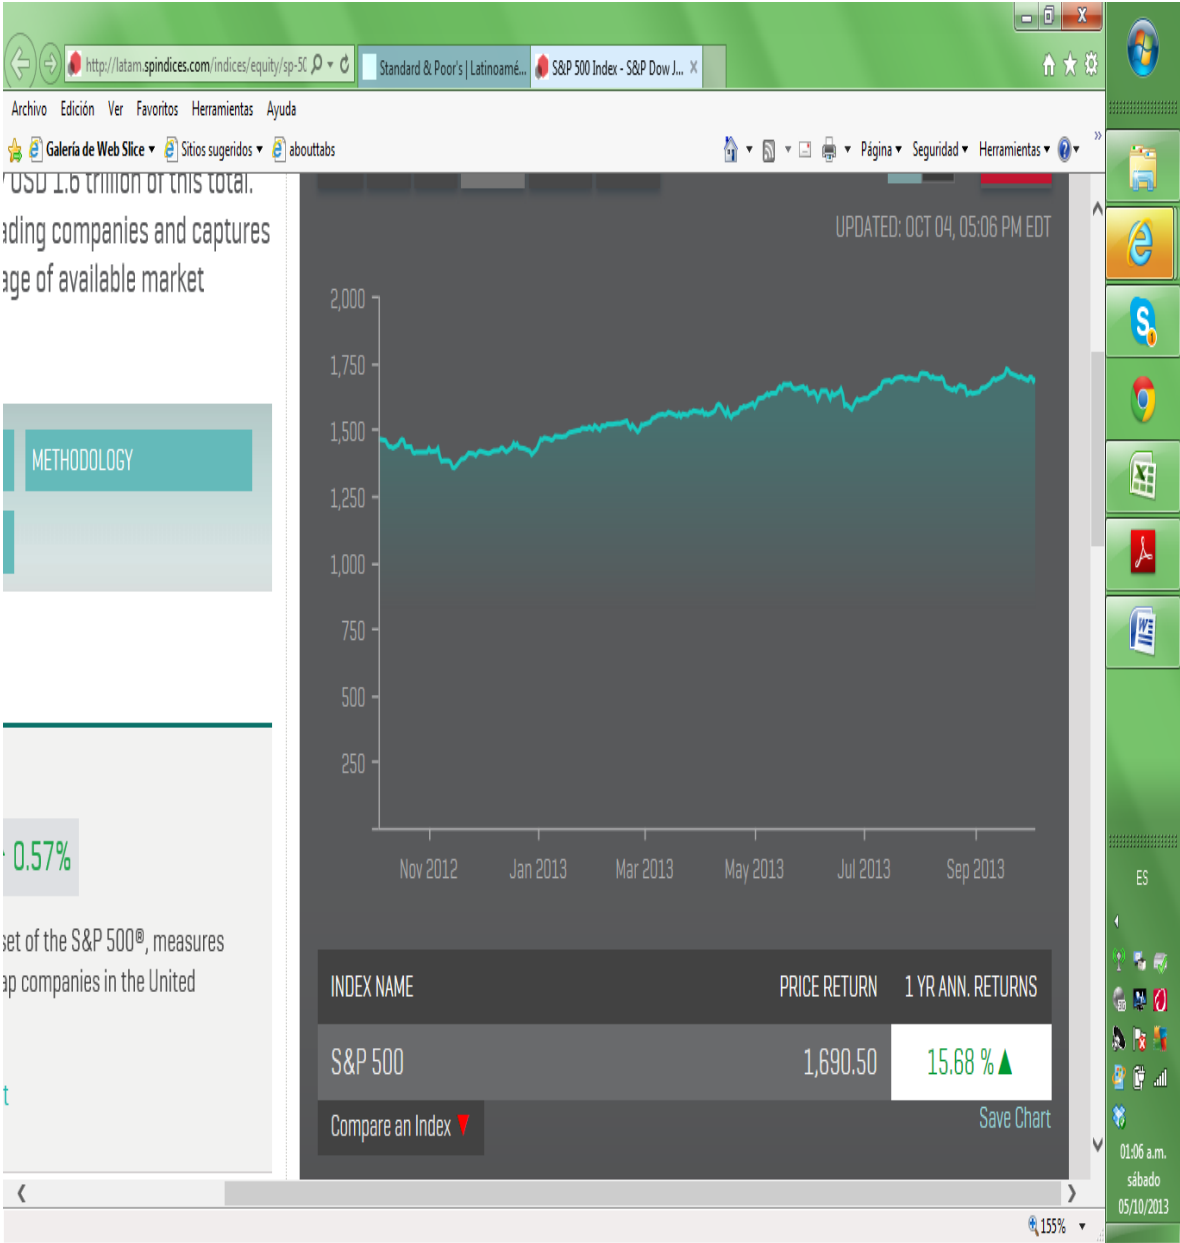 http://latam.spindices.com/indices/equity/sp-50
Standard & Poor's | Latinoamé...
S&P 500 Index - S&P Dow J...
Archivo Edición Ver Favoritos Herramientas Ayuda
Galería de Web Slice Sitios sugeridos abouttabs
Página Seguridad Herramientas
USD 1.6 trillion of this total.
ading companies and captures
age of available market
METHODOLOGY
0.57%
set of the S&P 500®, measures
ap companies in the United
t
UPDATED: OCT 04, 05:06 PM EDT
2,000
1,750
1,500
1,250
1,000
750
500
250
Nov 2012 Jan 2013 Mar 2013 May 2013 Jul 2013 Sep 2013
INDEX NAME PRICE RETURN 1 YR ANN. RETURNS
S&P 500 1,690.50 15.68 %
Compare an Index
Save Chart
155%
ES
01:06 a.m.
sábado
05/10/2013